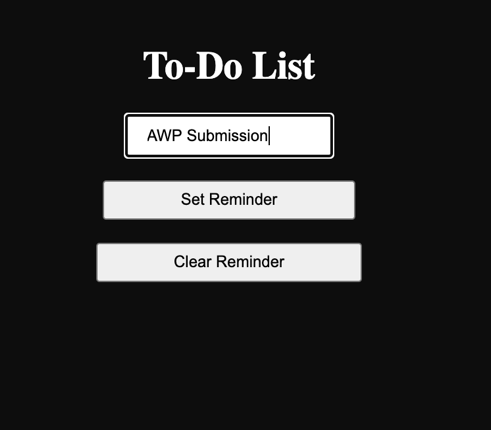 To-Do List
AWP Submission
Set Reminder
Clear Reminder